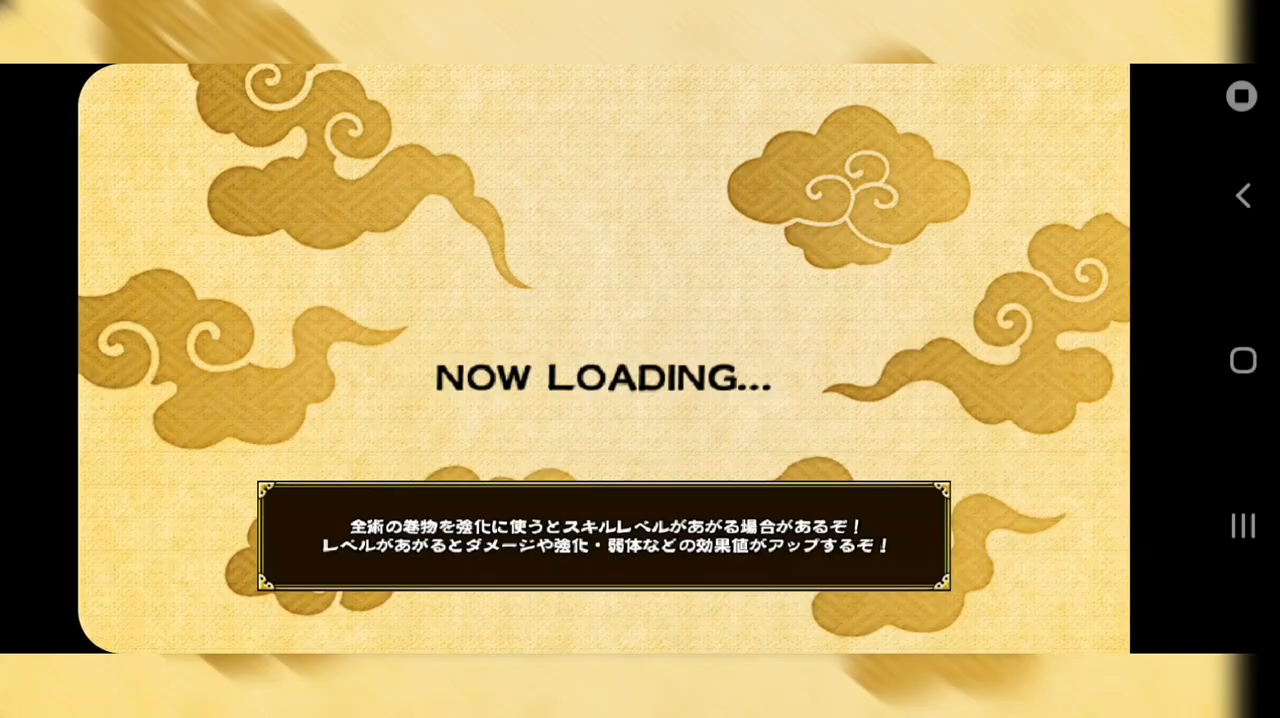 NOW LOADING...
全術の巻物を強化に使うとスキルレベルがあがる場合があるぞ！
レベルがあがるとダメージや強化・弱体などの効果値がアップするぞ！